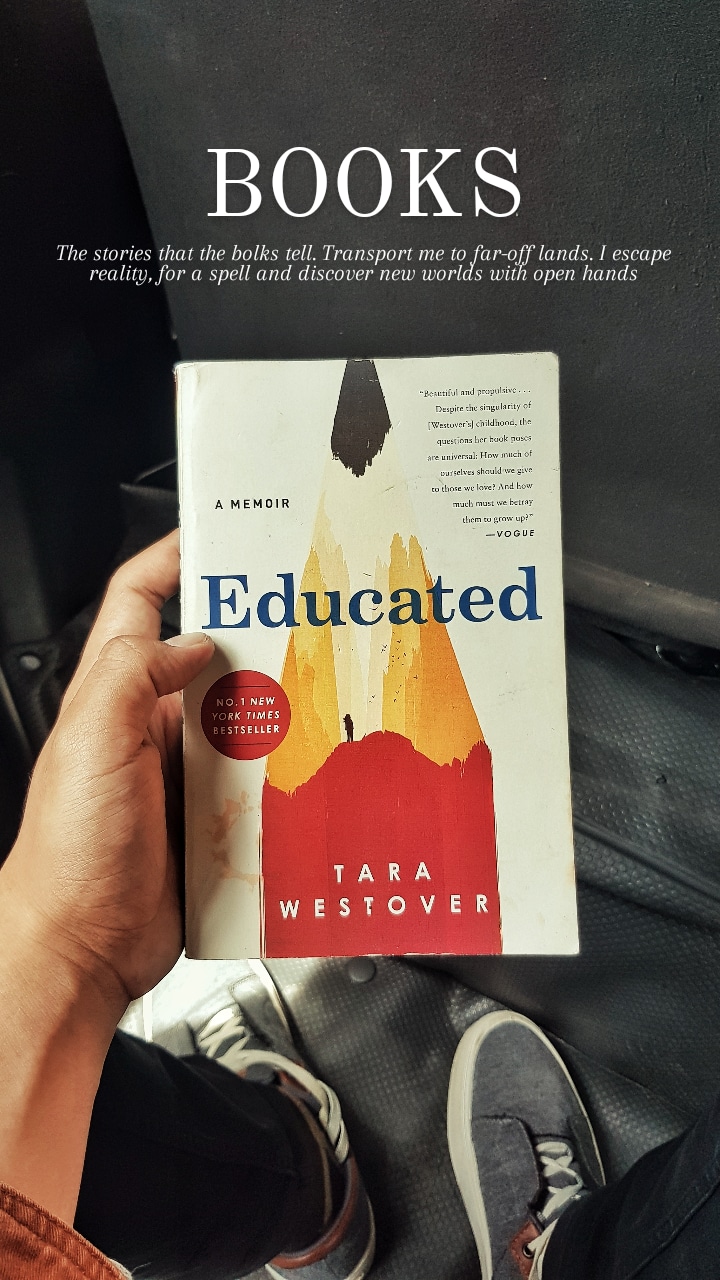 BOOKS
The stories that the bolks tell. Transport me to far-off lands. I escape
reality, for a spell and discover new worlds with open hands
"Beautiful and propulsive . . .
Despite the singularity of
[Westover's] childhood, the
questions her book poses
are universal: How much of
ourselves should we give
to those we love? And how
much must we betray
them to grow up?"
—VOGUE
A MEMOIR
Educated
NO.1 NEW
YORK TIMES
BESTSELLER
TARA
WESTOVER